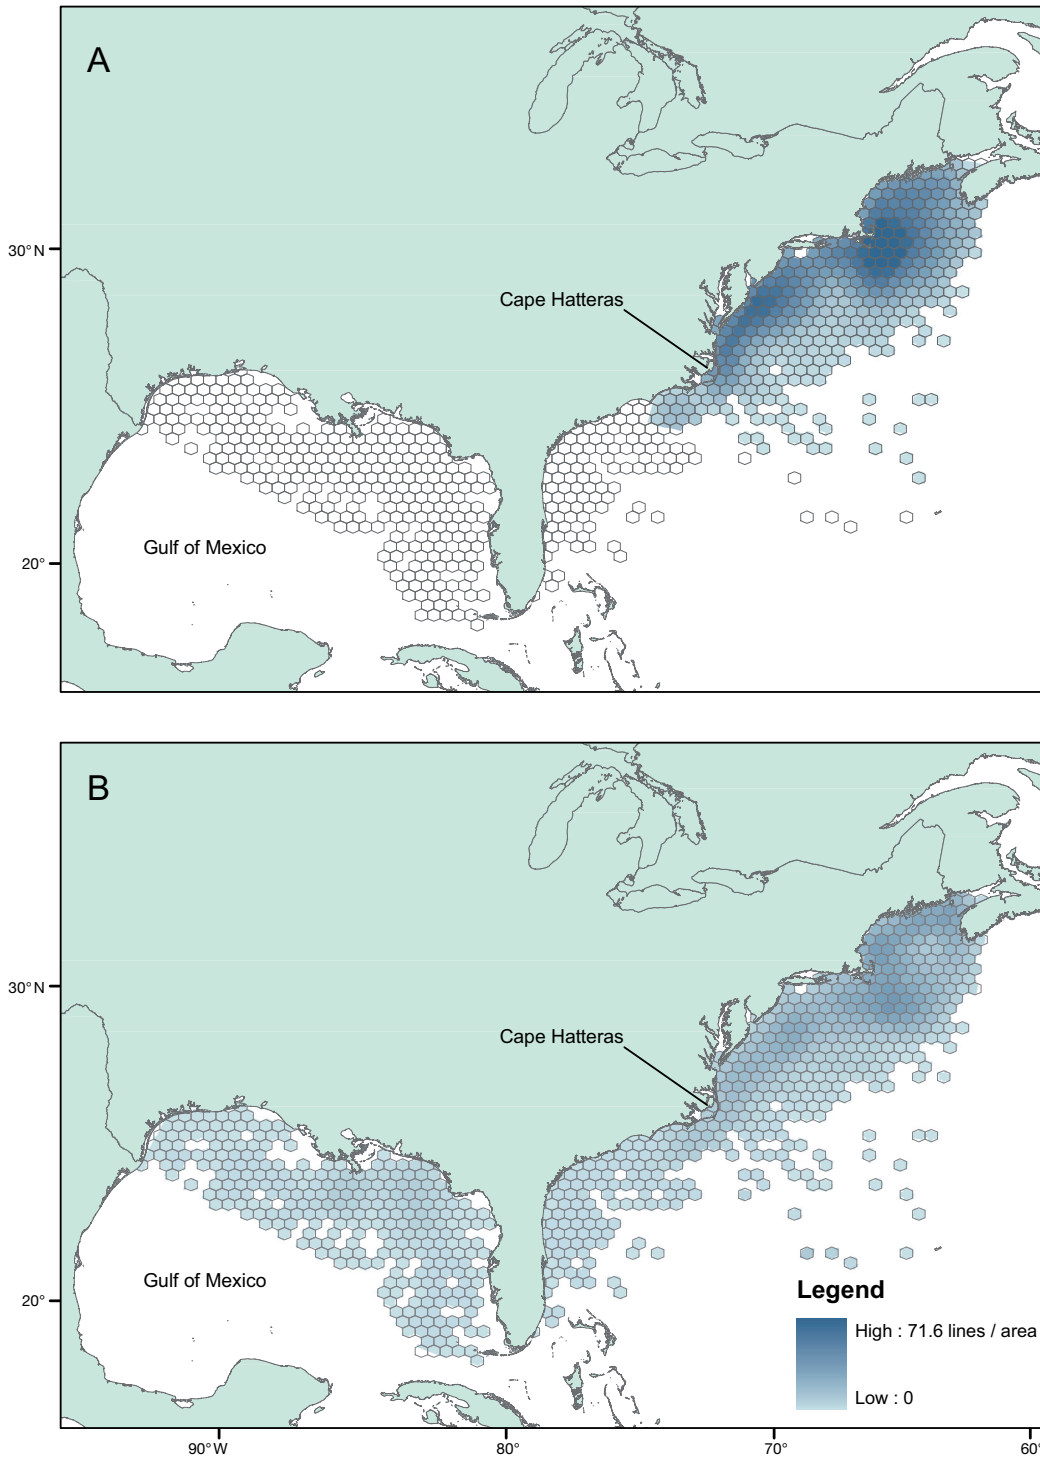 A
30°N
Cape Hatteras
Gulf of Mexico
20°
B
30°N
Cape Hatteras
Gulf of Mexico
20°
Legend
High : 71.6 lines / area
Low : 0
90°W
80°
70°
60°